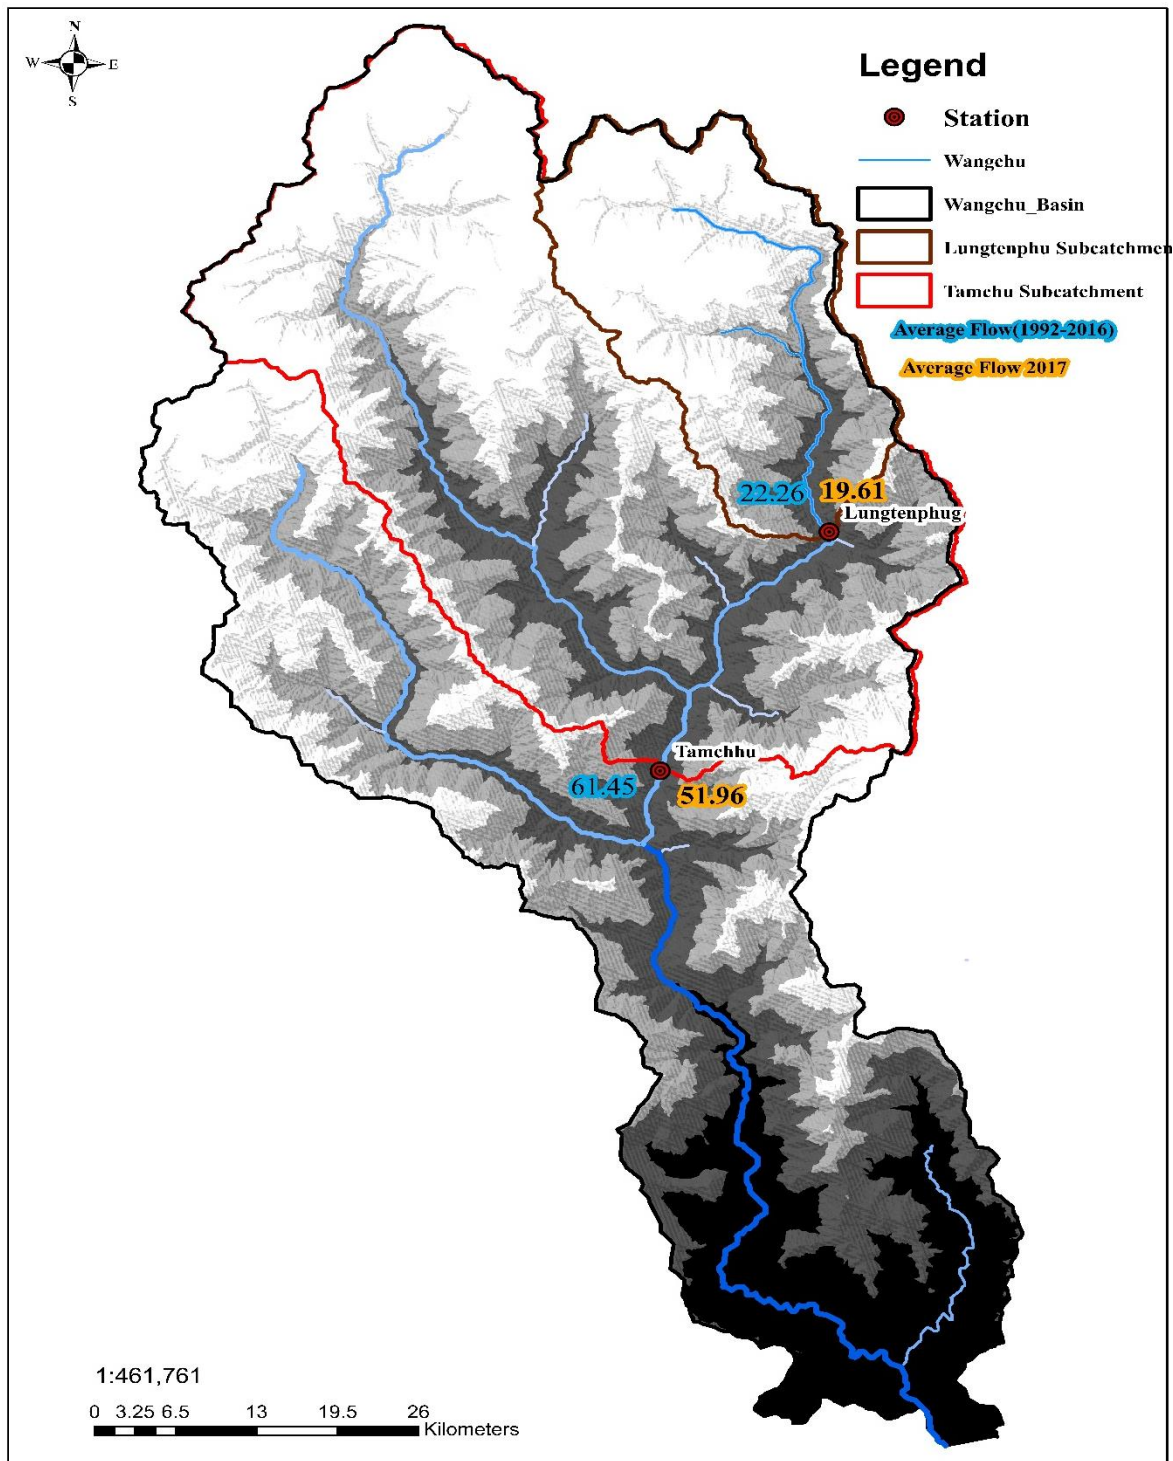 N
W E
S
Legend
Station
Wangchu
Wangchu_Basin
Lungtenphu Subcatchmen
Tamchu Subcatchment
Average Flow(1992-2016)
Average Flow 2017
22.26 19.61
Lungtenphug
Tamchhu
61.45 51.96
1:461,761
0 3.25 6.5 13 19.5 26
Kilometers